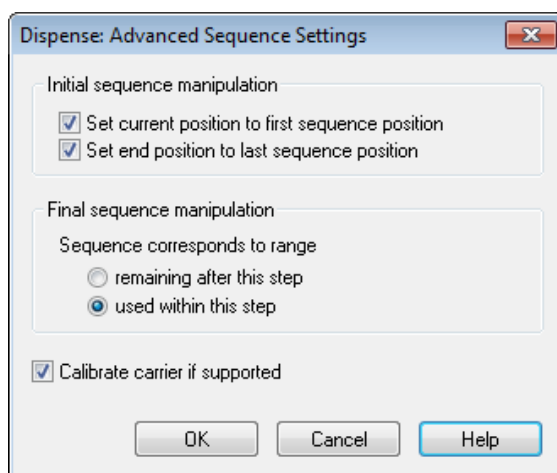 Dispense: Advanced Sequence Settings
Initial sequence manipulation
Set current position to first sequence position
Set end position to last sequence position
Final sequence manipulation
Sequence corresponds to range
remaining after this step
used within this step
Calibrate carrier if supported
OK Cancel Help